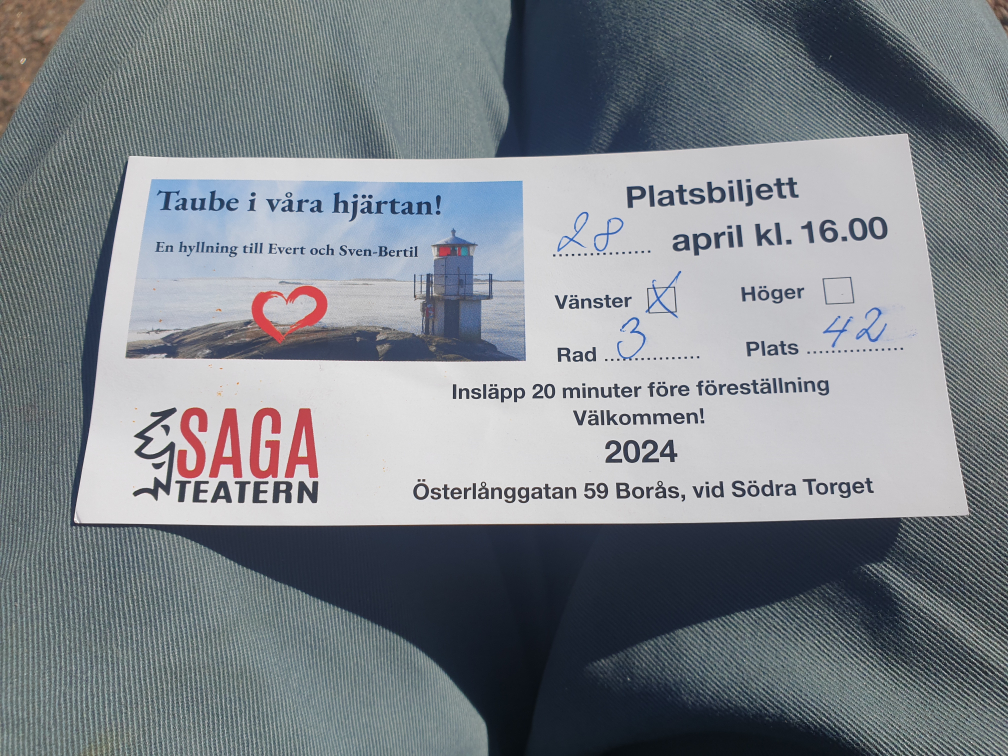 Taube i våra hjärtan!
En hyllning till Evert och Sven-Bertil
SAGA
TEATERN
Platsbiljett
28 april kl. 16.00
Vänster X Höger
Rad 3 Plats 42
Insläpp 20 minuter före föreställning
Välkommen!
2024
Österlånggatan 59 Borås, vid Södra Torget